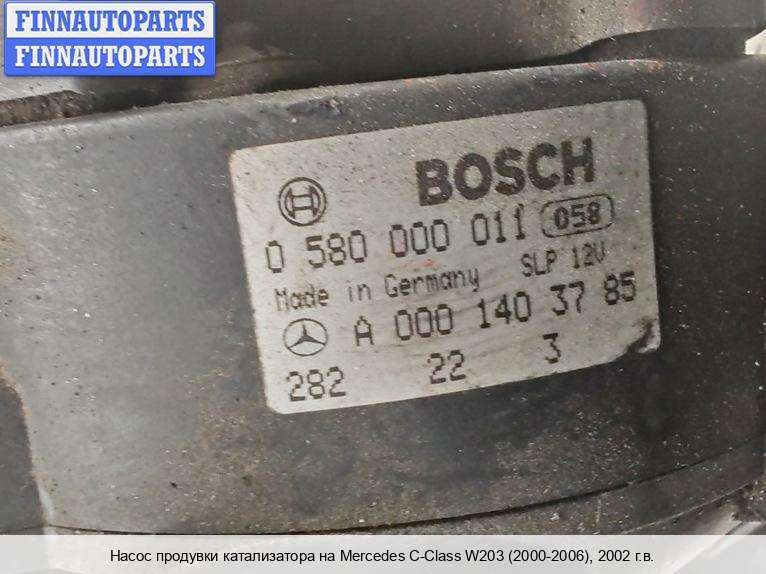 FINNAUTOPARTS
FINNAUTOPARTS
BOSCH
0 580 000 011 058
Made in Germany SLP 12V
A 000 140 37 85
282 22 3
Насос продувки катализатора на Mercedes C-Class W203 (2000-2006), 2002 г.в.